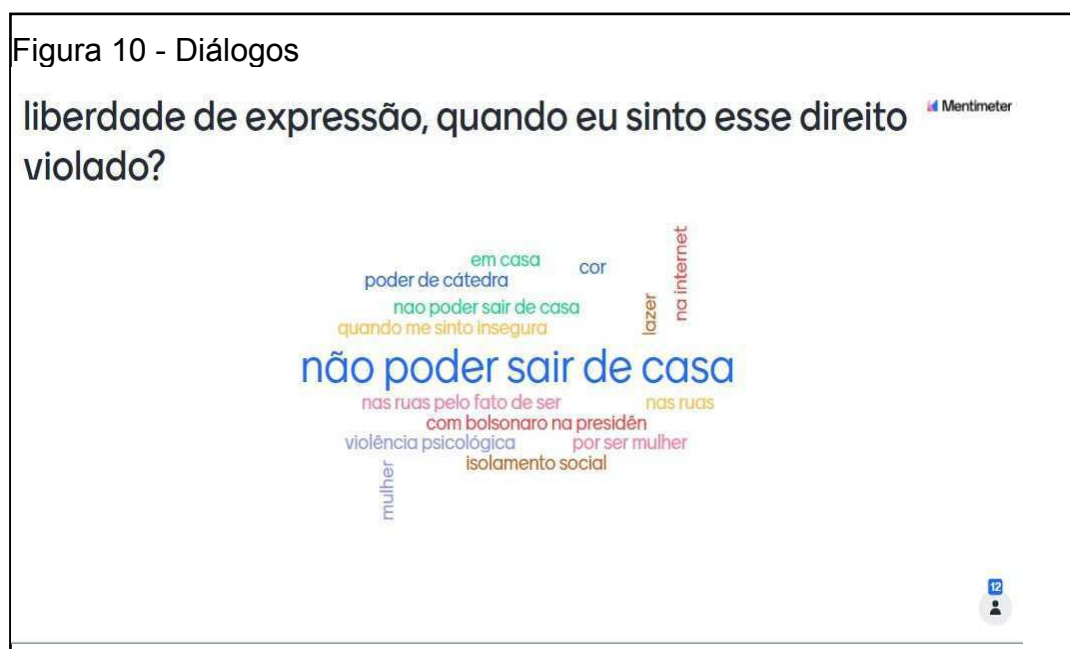 Figura 10 - Diálogos
liberdade de expressão, quando eu sinto esse direito
Mentimeter
violado?
em casa
cor
na internet
poder de cátedra
nao poder sair de casa
lazer
quando me sinto insegura
não poder sair de casa
nas ruas pelo fato de ser
nas ruas
com bolsonaro na presidên
violência psicológica
por ser mulher
isolamento social
mulher
12